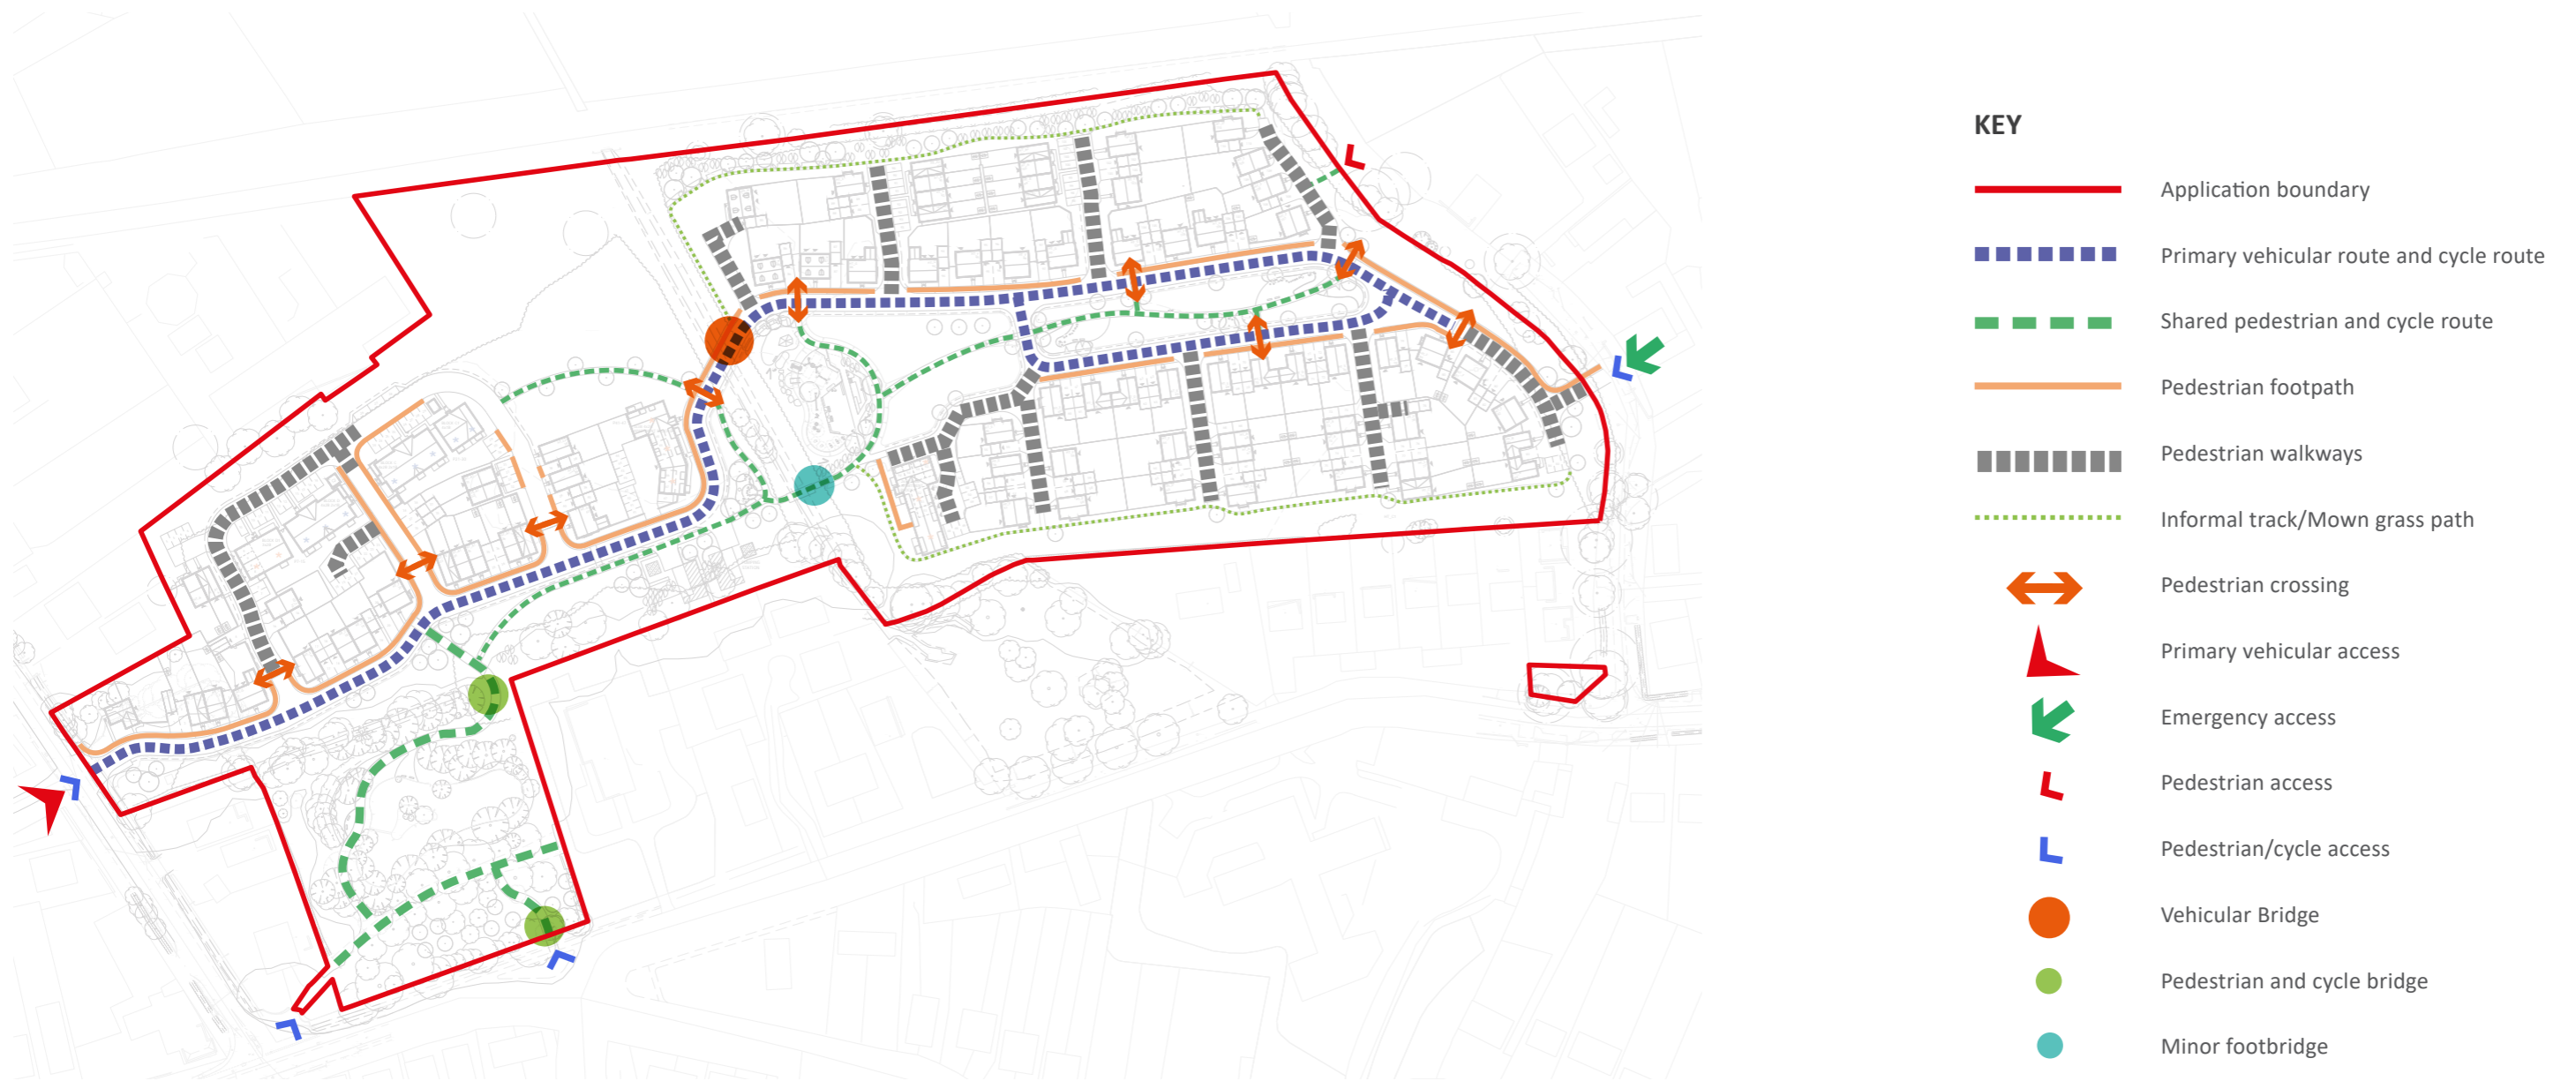 KEY
Application boundary
Primary vehicular route and cycle route
Shared pedestrian and cycle route
Pedestrian footpath
Pedestrian walkways
Informal track/Mown grass path
Pedestrian crossing
Primary vehicular access
Emergency access
Pedestrian access
Pedestrian/cycle access
Vehicular Bridge
Pedestrian and cycle bridge
Minor footbridge